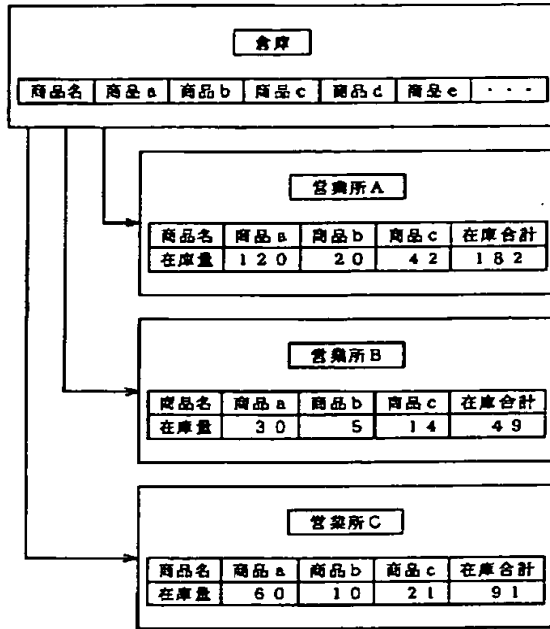 倉庫
商品名 商品a 商品b 商品c 商品d 商品e ・・・
営業所A
商品名 商品a 商品b 商品c 在庫合計
在庫量 120 20 42 182
営業所B
商品名 商品a 商品b 商品c 在庫合計
在庫量 30 5 14 49
営業所C
商品名 商品a 商品b 商品c 在庫合計
在庫量 60 10 21 91